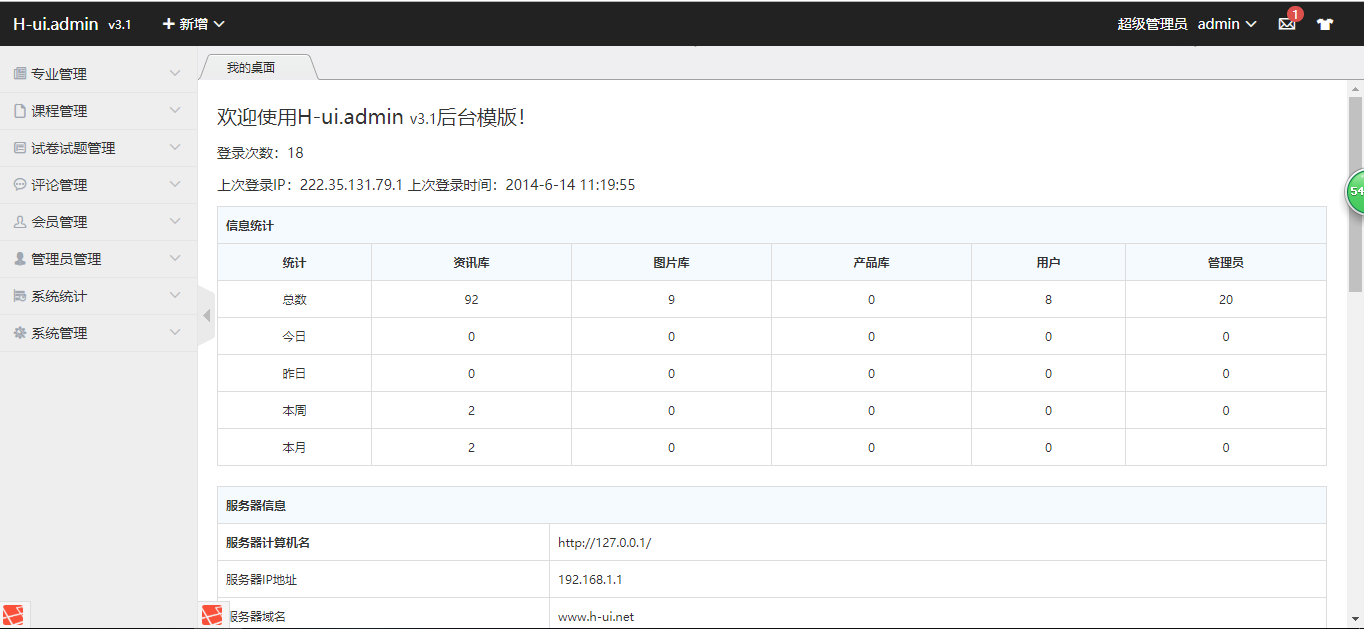 H-ui.admin v3.1 新增 超级管理员 admin 1
我的桌面
专业管理
课程管理
试卷试题管理
评论管理
会员管理
管理员管理
系统统计
系统管理
欢迎使用H-ui.admin v3.1后台模版！
登录次数：18
上次登录IP：222.35.131.79.1 上次登录时间：2014-6-14 11:19:55
信息统计
统计 资讯库 图片库 产品库 用户 管理员
总数 92 9 0 8 20
今日 0 0 0 0 0
昨日 0 0 0 0 0
本周 2 0 0 0 0
本月 2 0 0 0 0
服务器信息
服务器计算机名 http://127.0.0.1/
服务器IP地址 192.168.1.1
服务器域名 www.h-ui.net
54